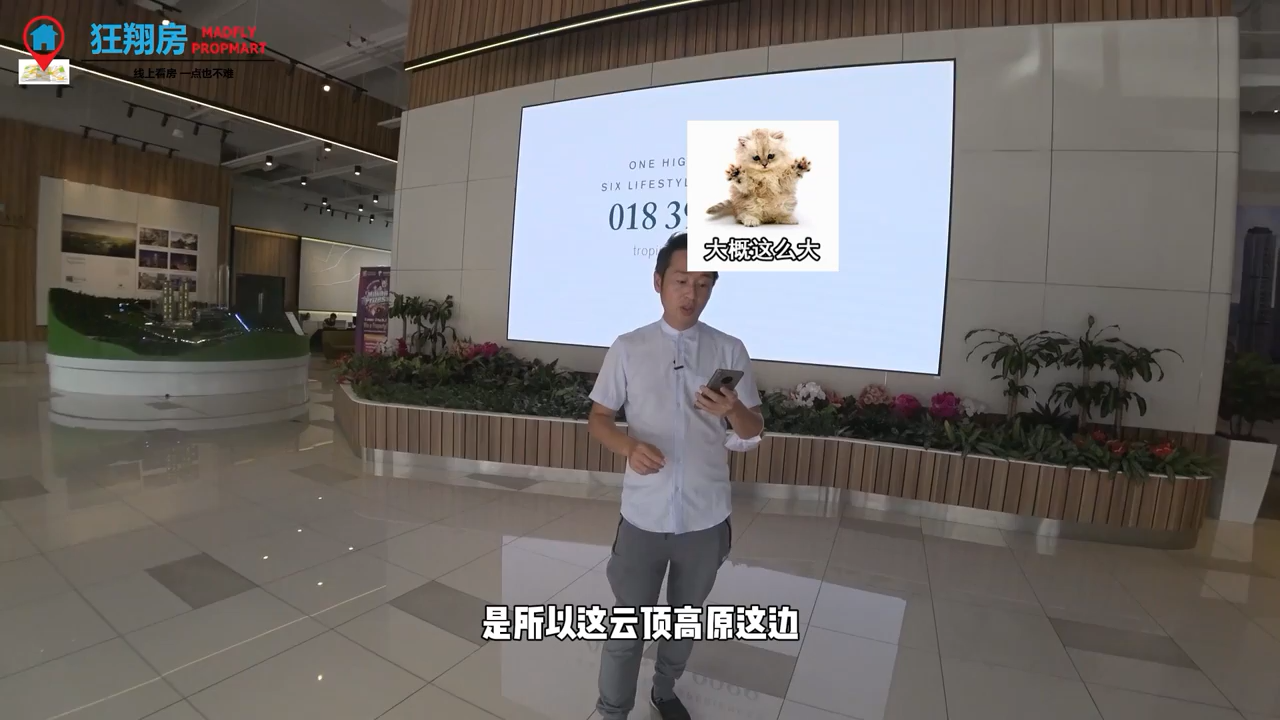 狂翔房
MADFLY
PROPMART
线上看房 一点也不难
ONE HIG
SIX LIFESTYL
018 39
tropi
大概这么大
是所以这云顶高原这边